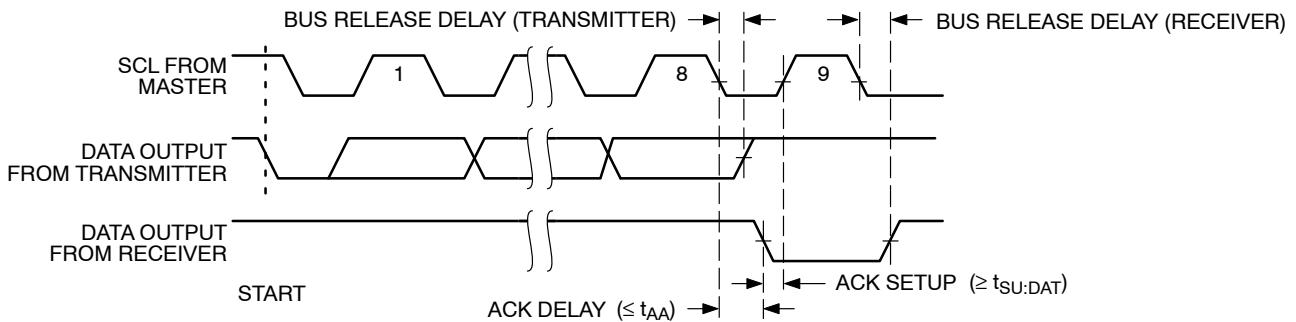 BUS RELEASE DELAY (TRANSMITTER)
BUS RELEASE DELAY (RECEIVER)
SCL FROM
MASTER
1
8
9
DATA OUTPUT
FROM TRANSMITTER
DATA OUTPUT
FROM RECEIVER
START
ACK SETUP (≥ tSU:DAT)
ACK DELAY (≤ tAA)